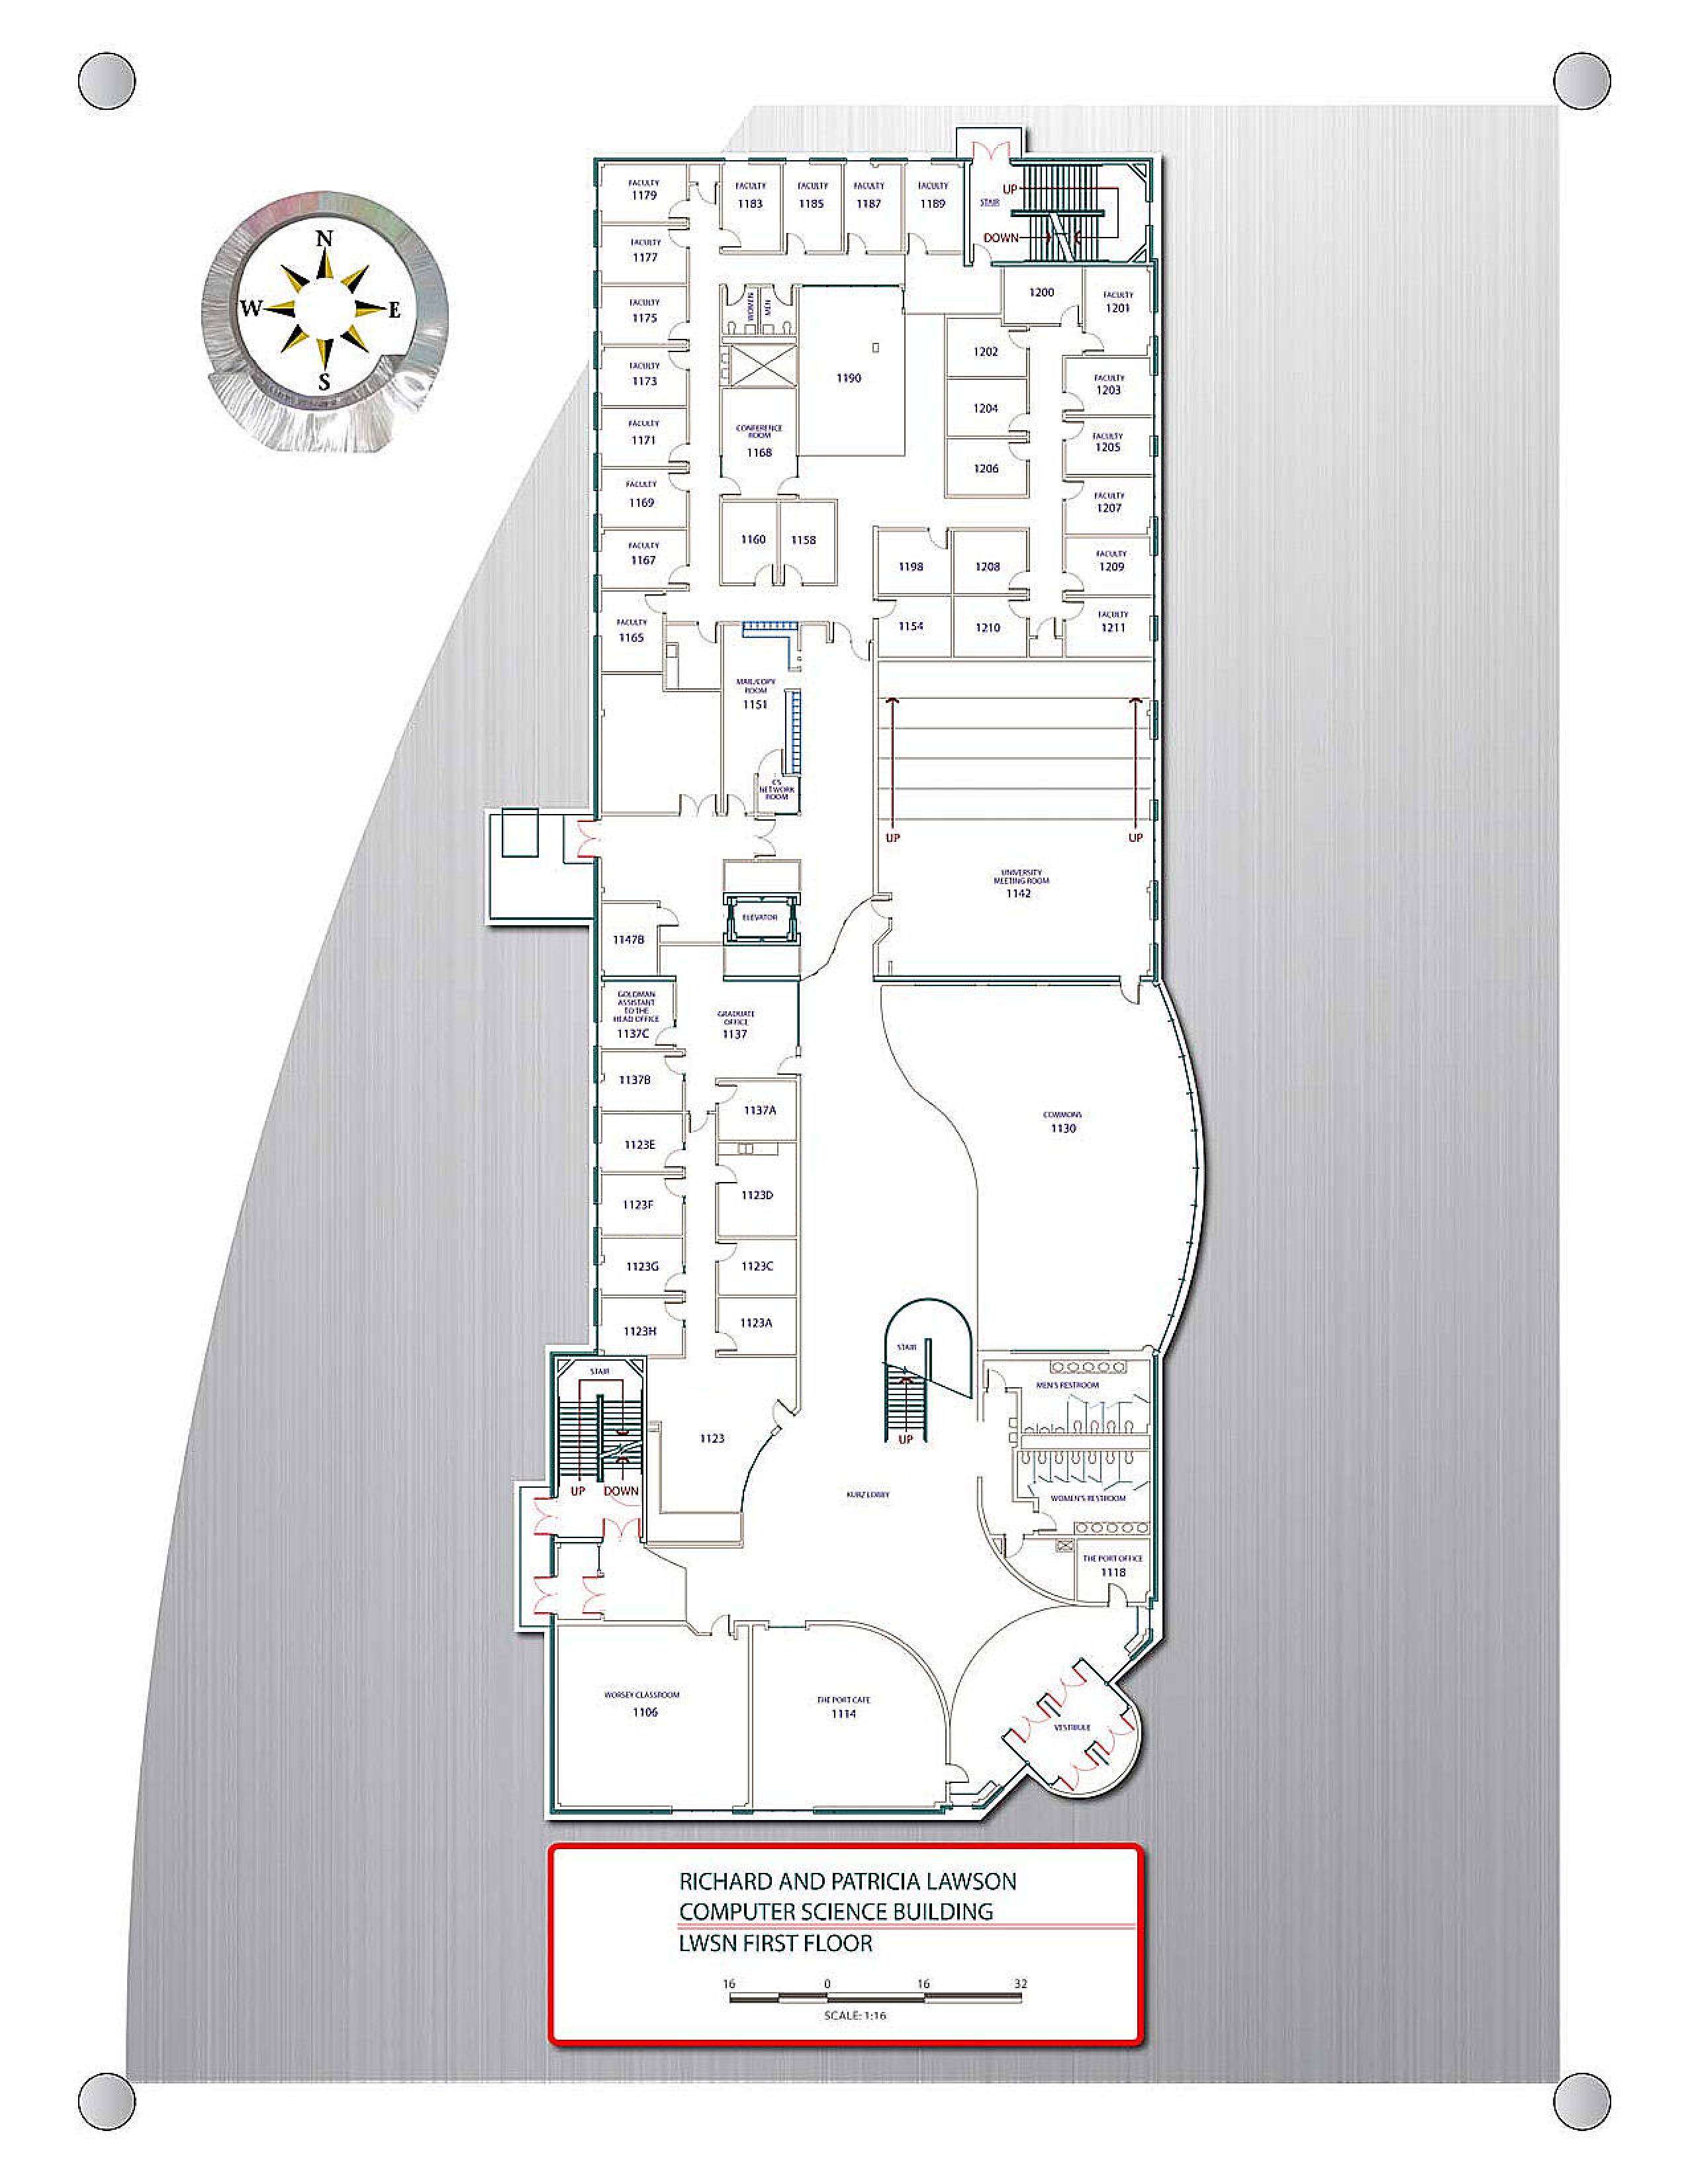 N
W
E
S
FACULTY
1179
FACULTY
1183
FACULTY
1185
FACULTY
1187
FACULTY
1189
UP
STAIR
DOWN
FACULTY
1177
FACULTY
1175
WOMEN
MEN
1200
FACULTY
1201
FACULTY
1173
1190
1202
FACULTY
1203
FACULTY
1171
CONFERENCE
ROOM
1168
1204
FACULTY
1205
1206
FACULTY
1169
FACULTY
1207
FACULTY
1167
1160
1158
1198
1208
FACULTY
1209
FACULTY
1165
1154
1210
FACULTY
1211
MAIL/COPY
ROOM
1151
CS
NETWORK
ROOM
UP
UP
UNIVERSITY
MEETING ROOM
1142
ELEVATOR
1147B
GOLDMAN
ASSISTANT
TO THE
HEAD OFFICE
1137C
GRADUATE
OFFICE
1137
1137B
1137A
COMMONS
1130
1123E
1123D
1123F
1123G
1123C
1123H
1123A
STAIR
STAIR
MEN'S RESTROOM
1123
UP
UP
DOWN
KURZ LOBBY
WOMEN'S RESTROOM
THE PORT OFFICE
1118
WORSEY CLASSROOM
1106
THE PORT CAFE
1114
VESTIBULE
RICHARD AND PATRICIA LAWSON
COMPUTER SCIENCE BUILDING
LWSN FIRST FLOOR
16 0 16 32
SCALE: 1:16